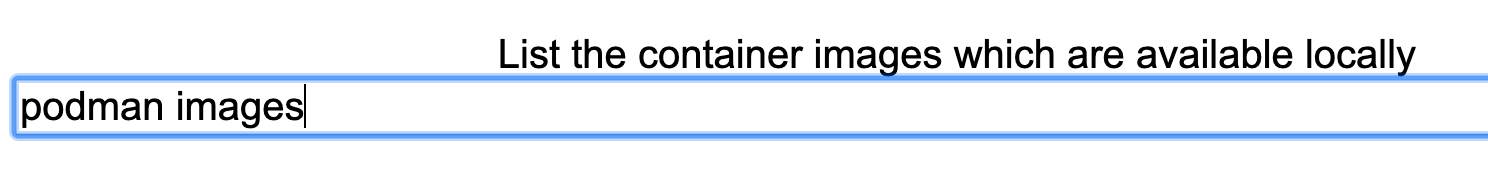 List the container images which are available locally
podman images